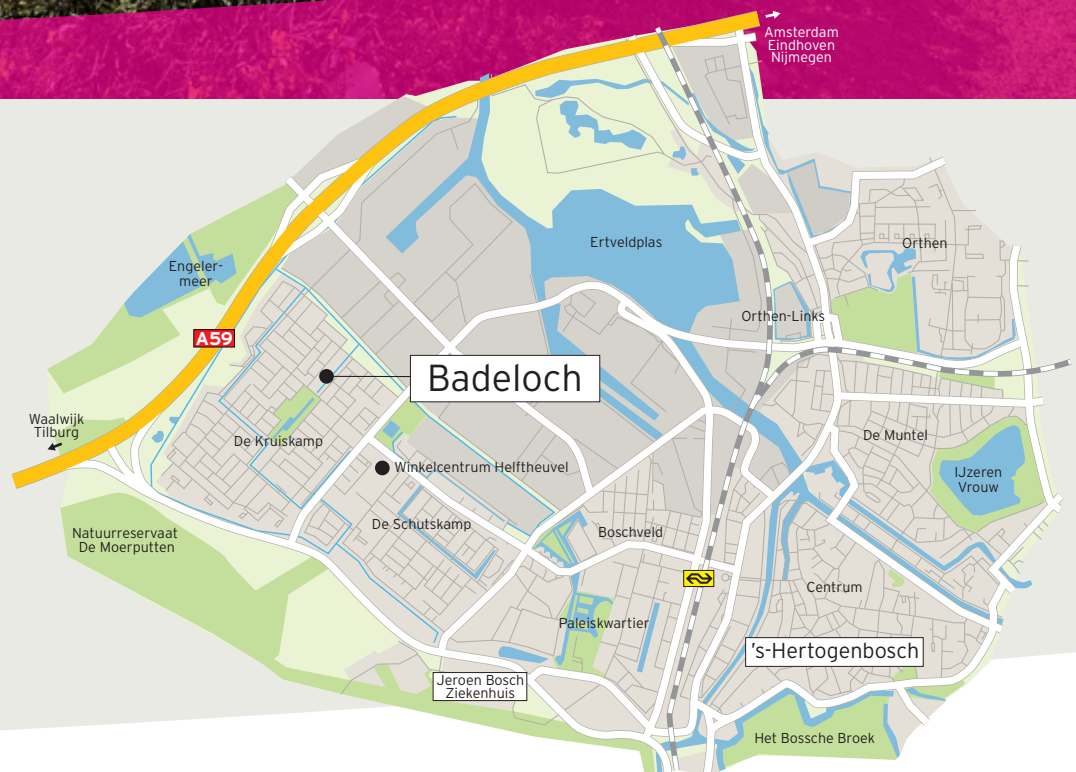 Amsterdam
Eindhoven
Nijmegen
Ertveldplas
Orthen
Engeler-
meer
Orthen-Links
A59
Badeloch
Waalwijk
Tilburg
De Kruiskamp
De Muntel
Winkelcentrum Helftheuvel
IJzeren
Vrouw
De Schutskamp
Boschveld
Natuurreservaat
De Moerputten
Centrum
Paleiskwartier
's-Hertogenbosch
Jeroen Bosch
Ziekenhuis
Het Bossche Broek